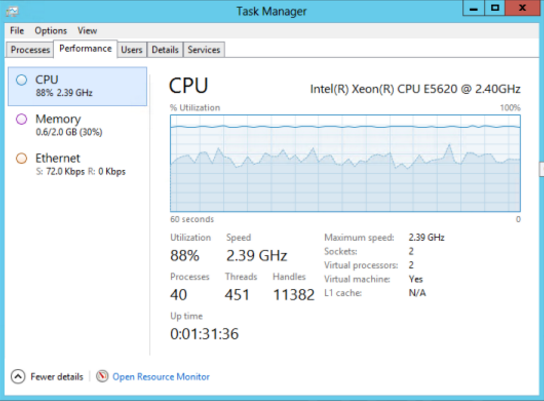 Task Manager
File Options View
Processes Performance Users Details Services
CPU
88% 2.39 GHz
Memory
0.6/2.0 GB (30%)
Ethernet
S: 72.0 Kbps R: 0 Kbps
CPU
Intel(R) Xeon(R) CPU E5620 @ 2.40GHz
% Utilization 100%
60 seconds 0
Utilization Speed
88% 2.39 GHz
Processes Threads Handles
40 451 11382
Up time
0:01:31:36
Maximum speed: 2.39 GHz
Sockets: 2
Virtual processors: 2
Virtual machine: Yes
L1 cache: N/A
Fewer details Open Resource Monitor